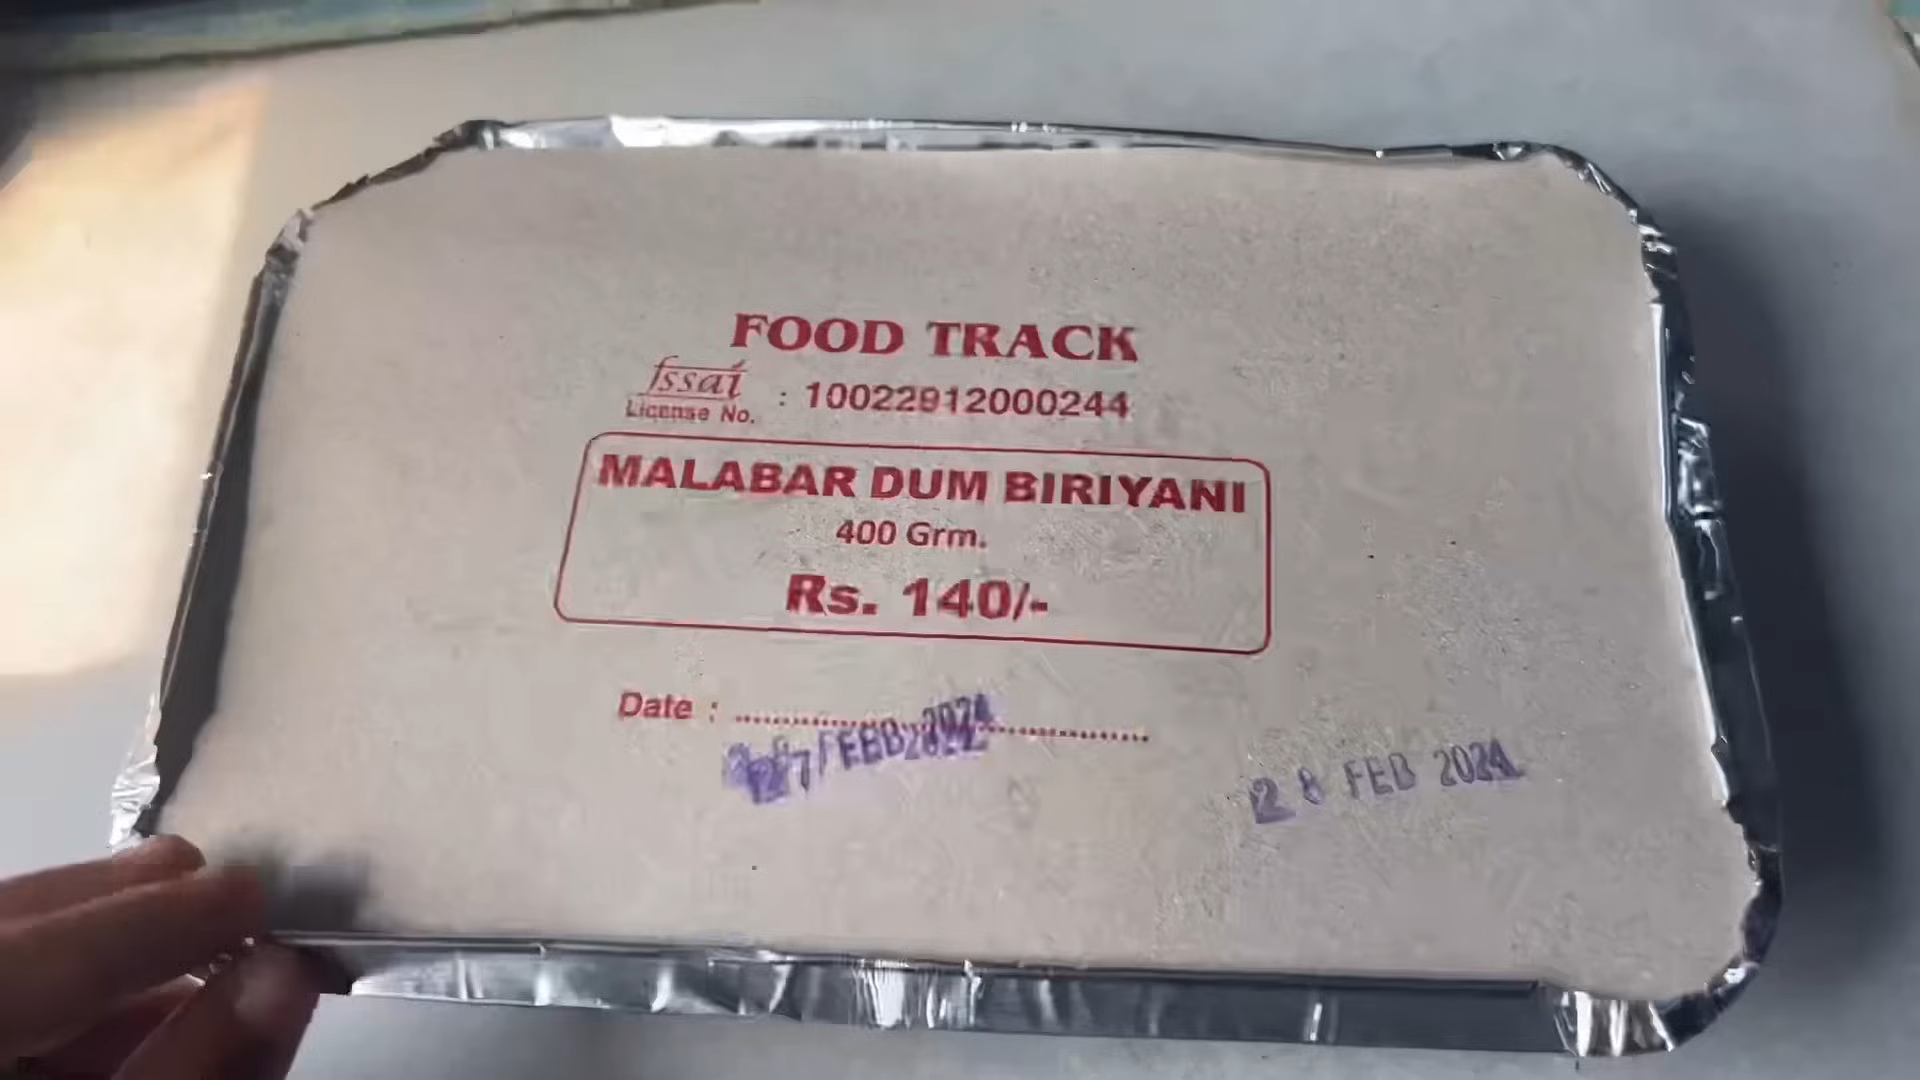 FOOD TRACK
fssai
License No. : 10022912000244
MALABAR DUM BIRIYANI
400 Grm.
Rs. 140/-
Date :
28 FEB 2024